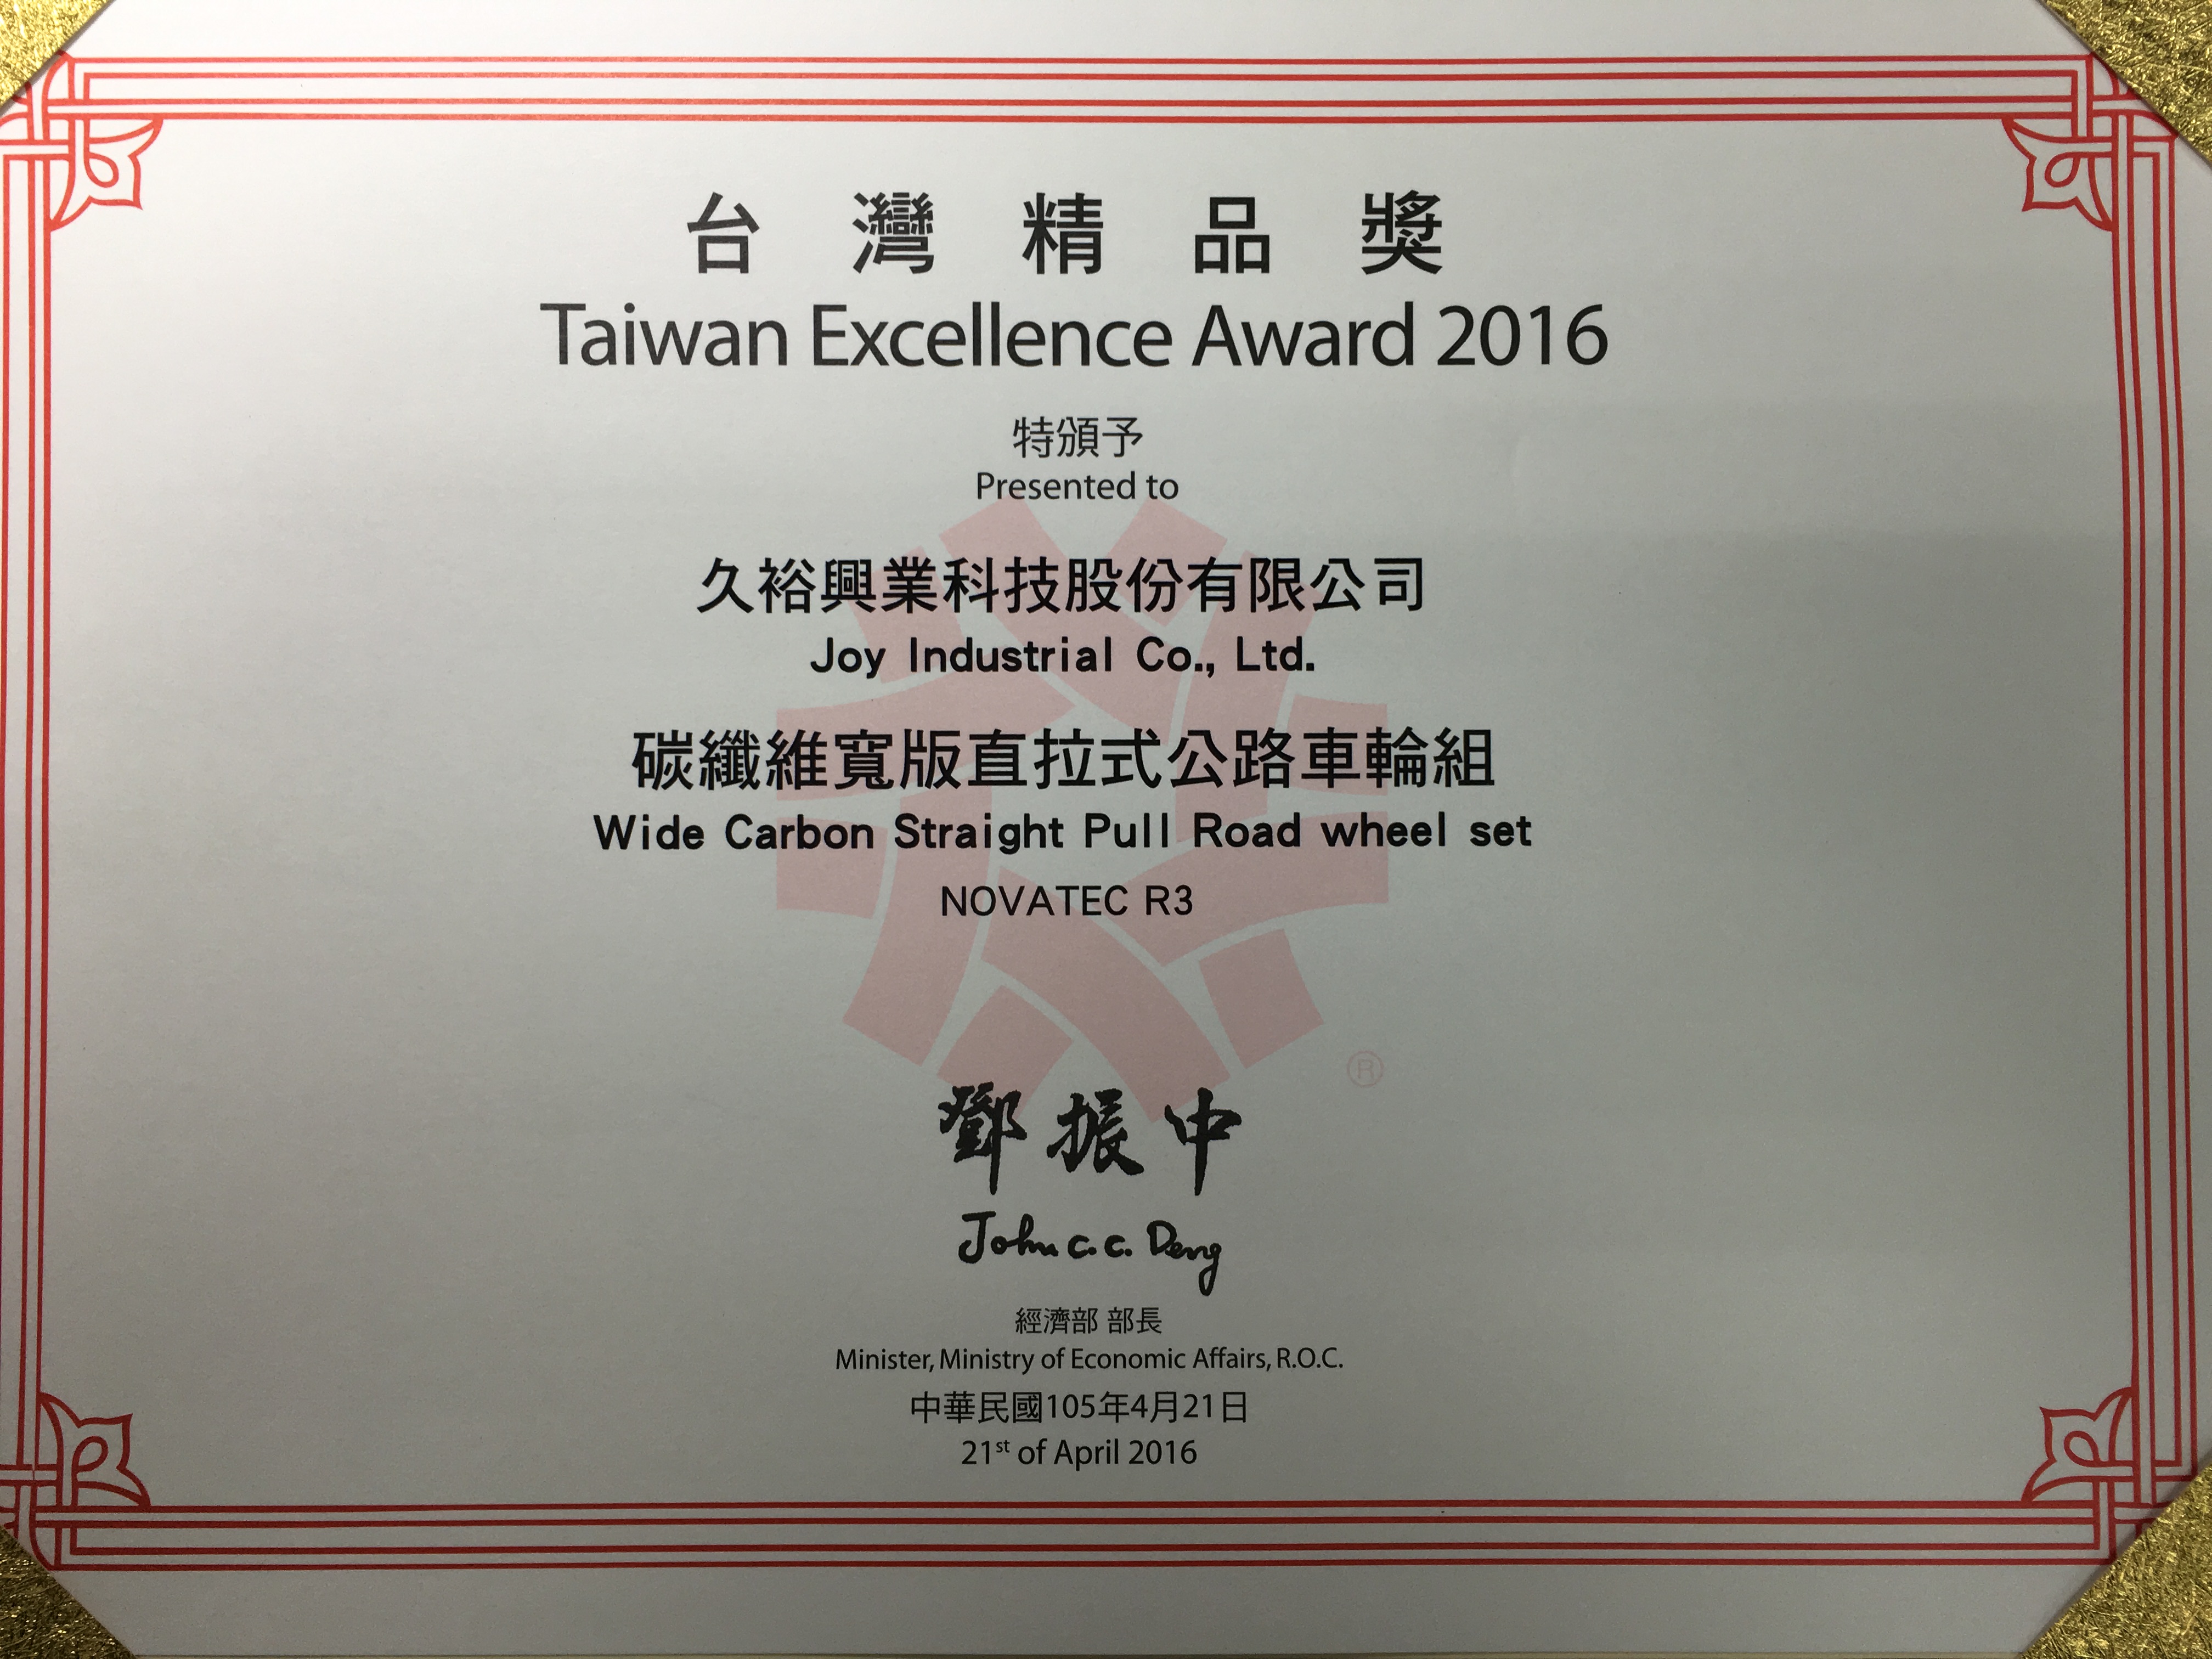 台灣精品獎
Taiwan Excellence Award 2016
特頒予
Presented to
久裕興業科技股份有限公司
Joy Industrial Co., Ltd.
碳纖維寬版直拉式公路車輪組
Wide Carbon Straight Pull Road wheel set
NOVATEC R3
®
鄧振中
John C.C. Deng
經濟部 部長
Minister, Ministry of Economic Affairs, R.O.C.
中華民國105年4月21日
21st of April 2016